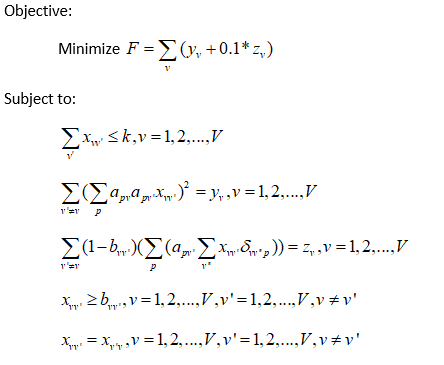 Objective:
Minimize F = ∑_v (y_v + 0.1* z_v)
Subject to:
∑_{v'} x_{vv'} ≤ k, v = 1, 2, ..., V
∑_{v'≠v} (∑_p a_{pv} a_{pv'} x_{vv'})² = y_v, v = 1, 2, ..., V
∑_{v'≠v} (1 − b_{vv'})(∑_p (a_{pv'} ∑_{v''} x_{vv''} δ_{vv''p})) = z_v, v = 1, 2, ..., V
x_{vv'} ≥ b_{vv'}, v = 1, 2, ..., V, v' = 1, 2, ..., V, v ≠ v'
x_{vv'} = x_{v'v}, v = 1, 2, ..., V, v' = 1, 2, ..., V, v ≠ v'